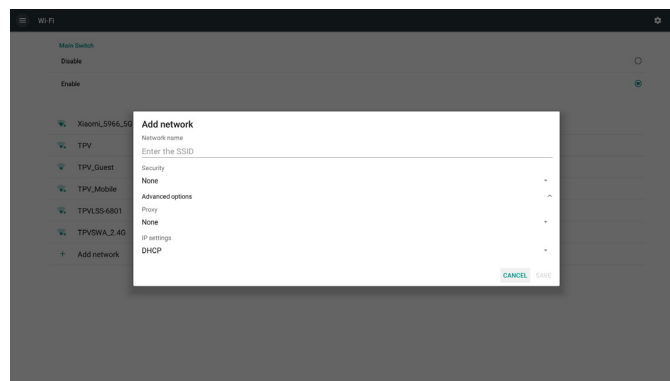 Wi-Fi
Main Switch
Disable
Enable
Xiaomi_5966_5G
TPV
TPV_Guest
TPV_Mobile
TPVLSS-6801
TPVSWA_2.4G
+ Add network
Add network
Network name
Enter the SSID
Security
None
Advanced options
Proxy
None
IP settings
DHCP
CANCEL SAVE